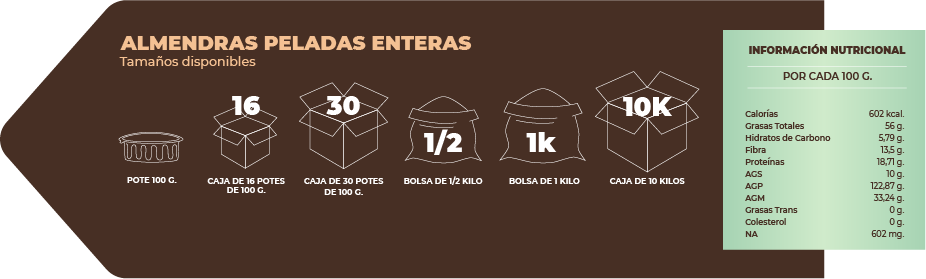 ALMENDRAS PELADAS ENTERAS
Tamaños disponibles
16
30
1/2
1k
10K
POTE 100 G.
CAJA DE 16 POTES
DE 100 G.
CAJA DE 30 POTES
DE 100 G.
BOLSA DE 1/2 KILO
BOLSA DE 1 KILO
CAJA DE 10 KILOS
INFORMACIÓN NUTRICIONAL
POR CADA 100 G.
Calorías 602 kcal.
Grasas Totales 56 g.
Hidratos de Carbono 5,79 g.
Fibra 13,5 g.
Proteínas 18,71 g.
AGS 10 g.
AGP 122,87 g.
AGM 33,24 g.
Grasas Trans 0 g.
Colesterol 0 g.
NA 602 mg.